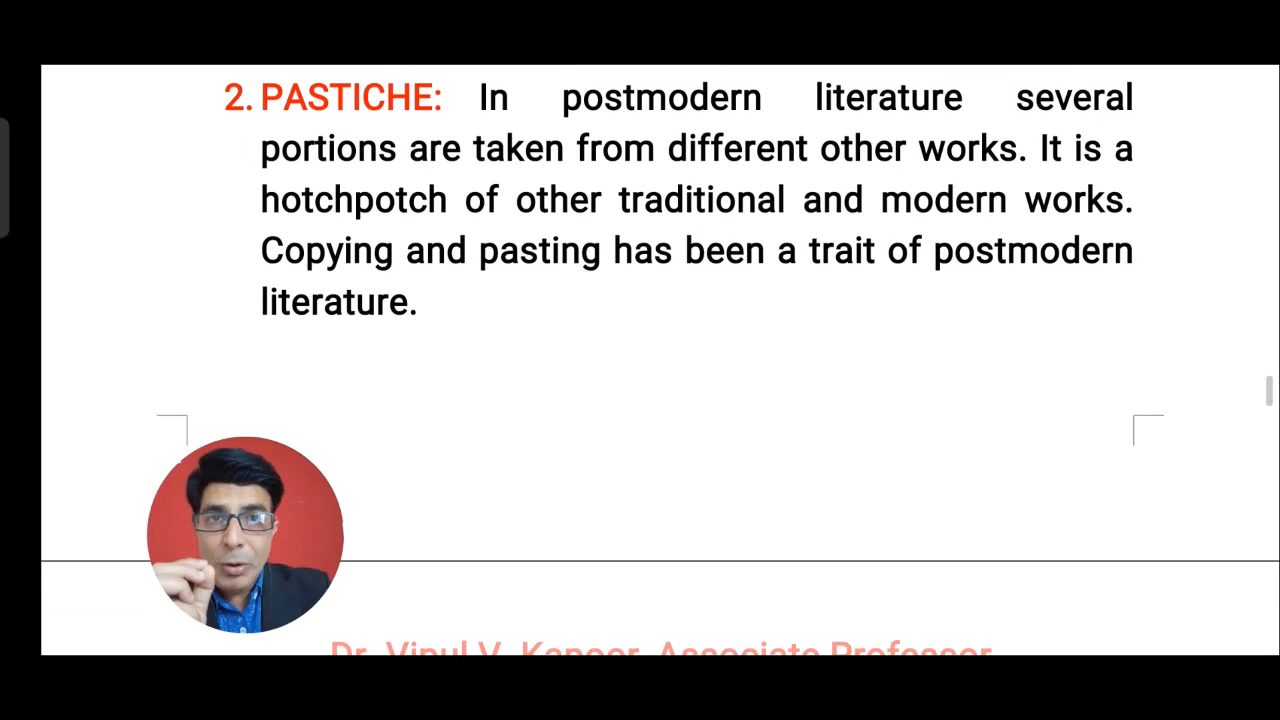 2. PASTICHE: In postmodern literature several
portions are taken from different other works. It is a
hotchpotch of other traditional and modern works.
Copying and pasting has been a trait of postmodern
literature.
Dr. Vipul V. Kapoor, Associate Professor